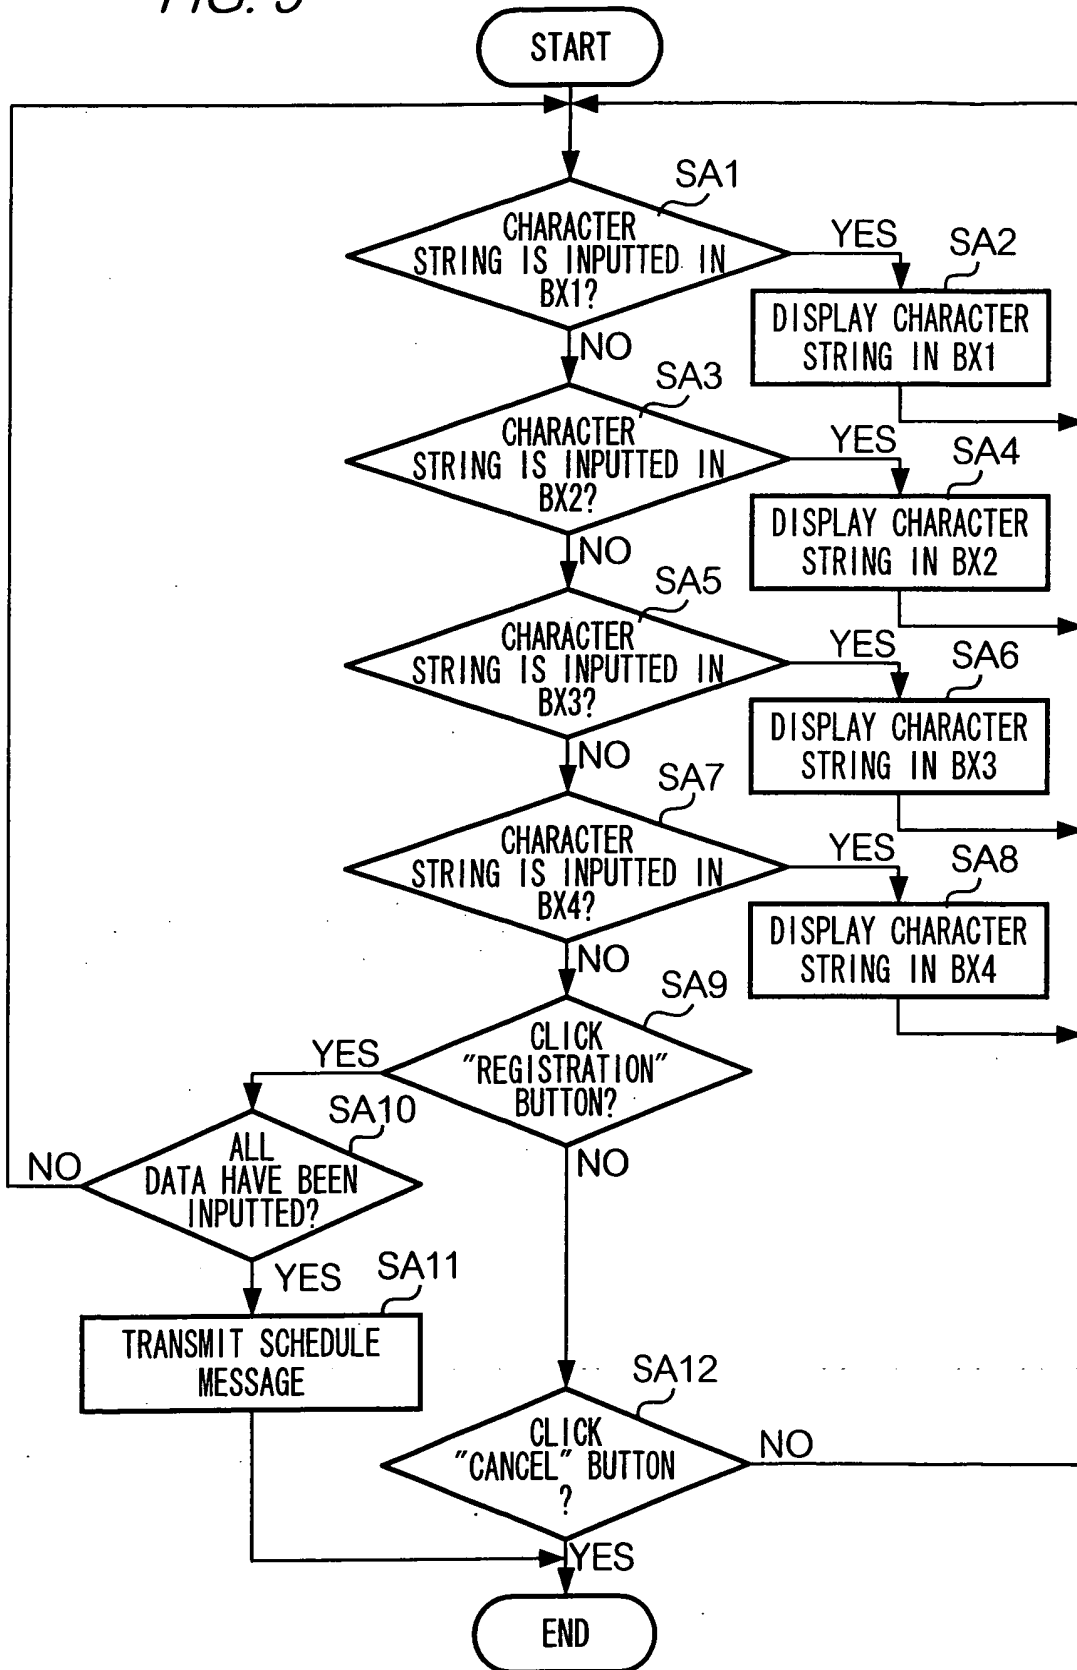 START
SA1
CHARACTER
STRING IS INPUTTED IN
BX1?
YES
SA2
DISPLAY CHARACTER
STRING IN BX1
NO
SA3
CHARACTER
STRING IS INPUTTED IN
BX2?
YES
SA4
DISPLAY CHARACTER
STRING IN BX2
NO
SA5
CHARACTER
STRING IS INPUTTED IN
BX3?
YES
SA6
DISPLAY CHARACTER
STRING IN BX3
NO
SA7
CHARACTER
STRING IS INPUTTED IN
BX4?
YES
SA8
DISPLAY CHARACTER
STRING IN BX4
NO
SA9
CLICK
"REGISTRATION"
BUTTON?
YES
SA10
ALL
DATA HAVE BEEN
INPUTTED?
NO
NO
YES
SA11
TRANSMIT SCHEDULE
MESSAGE
SA12
CLICK
"CANCEL" BUTTON
?
NO
YES
END